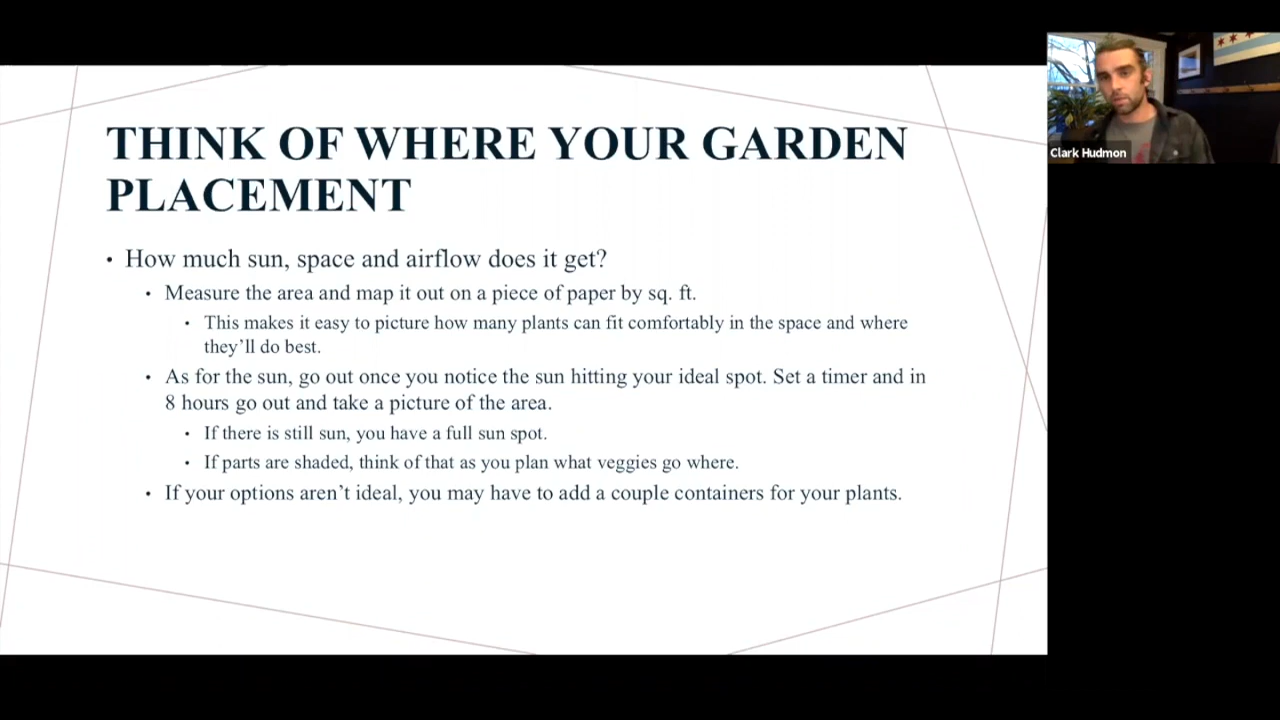 THINK OF WHERE YOUR GARDEN
PLACEMENT
• How much sun, space and airflow does it get?
• Measure the area and map it out on a piece of paper by sq. ft.
• This makes it easy to picture how many plants can fit comfortably in the space and where
they’ll do best.
• As for the sun, go out once you notice the sun hitting your ideal spot. Set a timer and in
8 hours go out and take a picture of the area.
• If there is still sun, you have a full sun spot.
• If parts are shaded, think of that as you plan what veggies go where.
• If your options aren’t ideal, you may have to add a couple containers for your plants.
Clark Hudmon